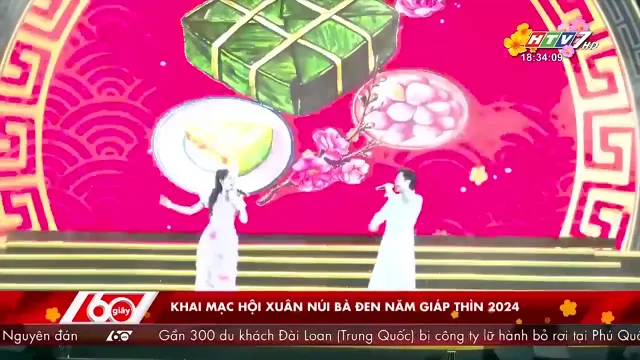 HTV7 HD
18:34:09
60 giây
KHAI MẠC HỘI XUÂN NÚI BÀ ĐEN NĂM GIÁP THÌN 2024
Nguyên đán 60 Gần 300 du khách Đài Loan (Trung Quốc) bị công ty lữ hành bỏ rơi tại Phú Quố